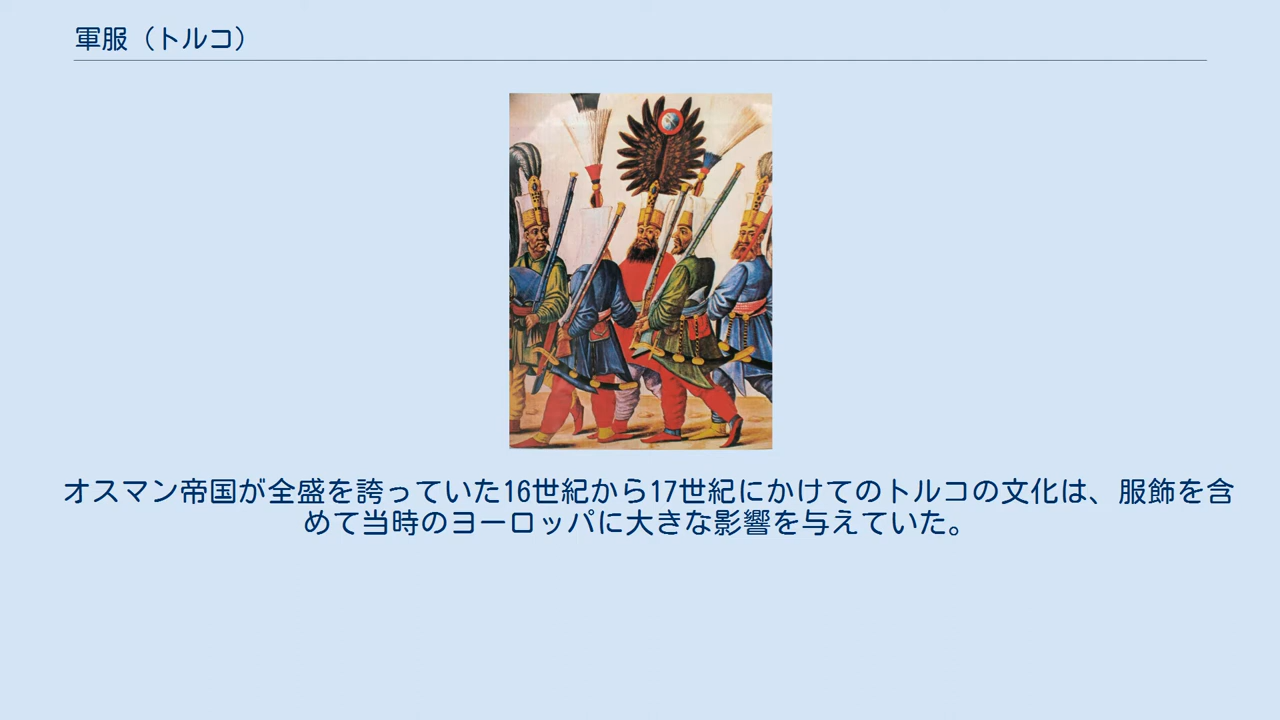 軍服（トルコ）
オスマン帝国が全盛を誇っていた16世紀から17世紀にかけてのトルコの文化は、服飾を含
めて当時のヨーロッパに大きな影響を与えていた。